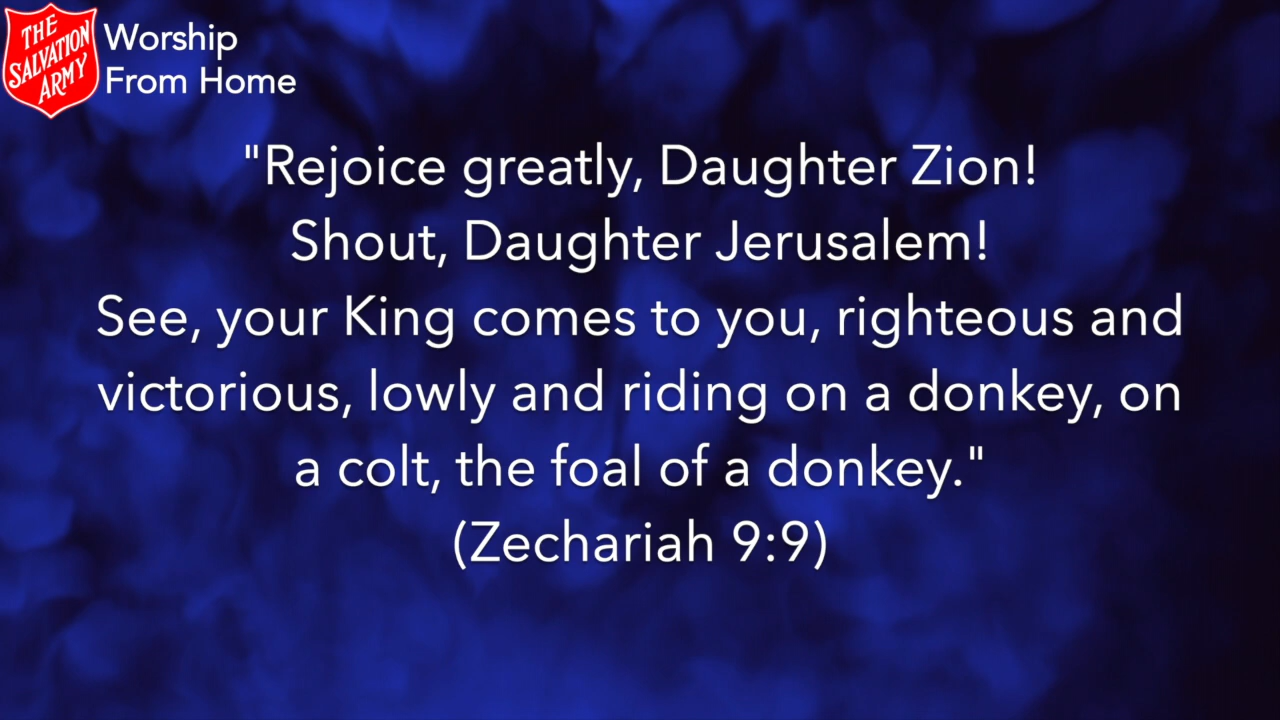 THE
SALVATION
ARMY
Worship
From Home
"Rejoice greatly, Daughter Zion!
Shout, Daughter Jerusalem!
See, your King comes to you, righteous and
victorious, lowly and riding on a donkey, on
a colt, the foal of a donkey."
(Zechariah 9:9)